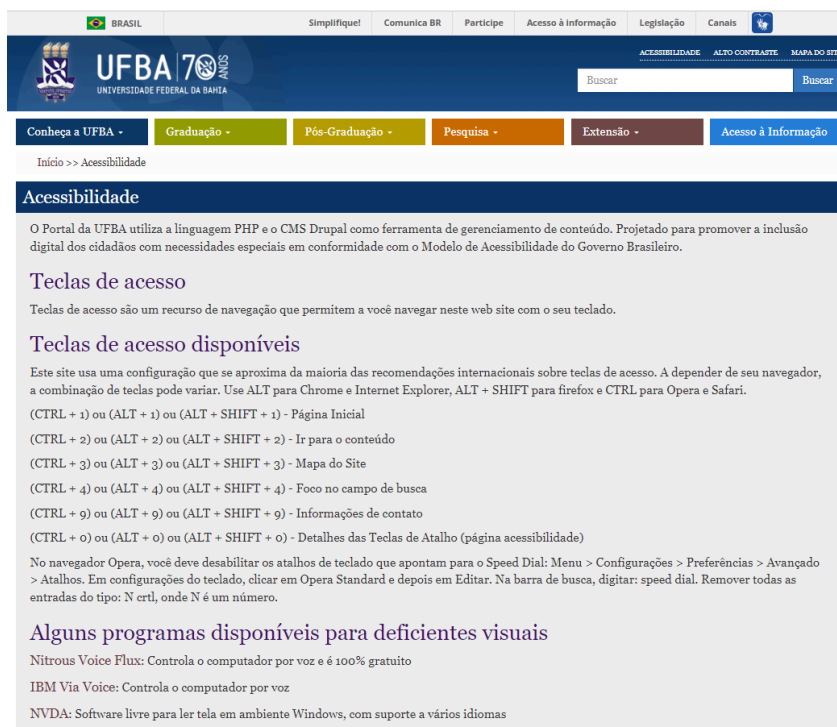 BRASIL Simplifique! Comunica BR Participe Acesso à informação Legislação Canais
ACESSIBILIDADE ALTO CONTRASTE MAPA DO SIT
UFBA 70 ANOS
UNIVERSIDADE FEDERAL DA BAHIA
Buscar Buscar
Conheça a UFBA Graduação Pós-Graduação Pesquisa Extensão Acesso à Informação
Início >> Acessibilidade
Acessibilidade
O Portal da UFBA utiliza a linguagem PHP e o CMS Drupal como ferramenta de gerenciamento de conteúdo. Projetado para promover a inclusão
digital dos cidadãos com necessidades especiais em conformidade com o Modelo de Acessibilidade do Governo Brasileiro.
Teclas de acesso
Teclas de acesso são um recurso de navegação que permitem a você navegar neste web site com o seu teclado.
Teclas de acesso disponíveis
Este site usa uma configuração que se aproxima da maioria das recomendações internacionais sobre teclas de acesso. A depender de seu navegador,
a combinação de teclas pode variar. Use ALT para Chrome e Internet Explorer, ALT + SHIFT para firefox e CTRL para Opera e Safari.
(CTRL + 1) ou (ALT + 1) ou (ALT + SHIFT + 1) - Página Inicial
(CTRL + 2) ou (ALT + 2) ou (ALT + SHIFT + 2) - Ir para o conteúdo
(CTRL + 3) ou (ALT + 3) ou (ALT + SHIFT + 3) - Mapa do Site
(CTRL + 4) ou (ALT + 4) ou (ALT + SHIFT + 4) - Foco no campo de busca
(CTRL + 9) ou (ALT + 9) ou (ALT + SHIFT + 9) - Informações de contato
(CTRL + 0) ou (ALT + 0) ou (ALT + SHIFT + 0) - Detalhes das Teclas de Atalho (página acessibilidade)
No navegador Opera, você deve desabilitar os atalhos de teclado que apontam para o Speed Dial: Menu > Configurações > Preferências > Avançado
> Atalhos. Em configurações do teclado, clicar em Opera Standard e depois em Editar. Na barra de busca, digitar: speed dial. Remover todas as
entradas do tipo: N crtl, onde N é um número.
Alguns programas disponíveis para deficientes visuais
Nitrous Voice Flux: Controla o computador por voz e é 100% gratuito
IBM Via Voice: Controla o computador por voz
NVDA: Software livre para ler tela em ambiente Windows, com suporte a vários idiomas